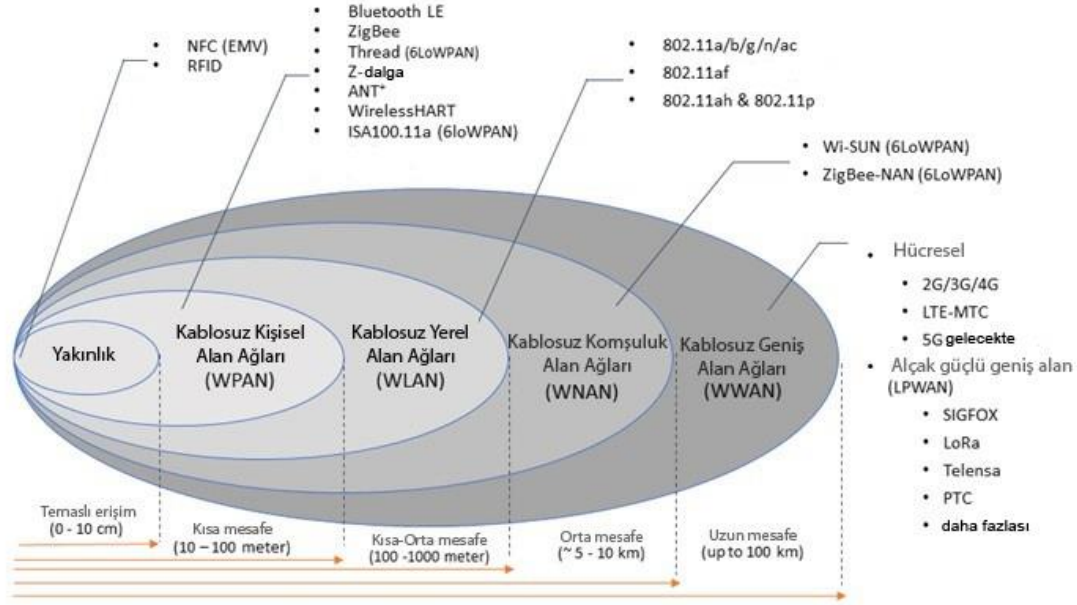 • NFC (EMV)
• RFID
• Bluetooth LE
• ZigBee
• Thread (6LoWPAN)
• Z-dalga
• ANT+
• WirelessHART
• ISA100.11a (6loWPAN)
• 802.11a/b/g/n/ac
• 802.11af
• 802.11ah & 802.11p
• Wi-SUN (6LoWPAN)
• ZigBee-NAN (6LoWPAN)
• Hücresel
• 2G/3G/4G
• LTE-MTC
• 5G gelecekte
• Alçak güçlü geniş alan
(LPWAN)
• SIGFOX
• LoRa
• Telensa
• PTC
• daha fazlası
Yakınlık
Kablosuz Kişisel
Alan Ağları
(WPAN)
Kablosuz Yerel
Alan Ağları
(WLAN)
Kablosuz Komşuluk
Alan Ağları
(WNAN)
Kablosuz Geniş
Alan Ağları
(WWAN)
Temaslı erişim
(0 - 10 cm)
Kısa mesafe
(10 – 100 meter)
Kısa-Orta mesafe
(100 -1000 meter)
Orta mesafe
(~ 5 - 10 km)
Uzun mesafe
(up to 100 km)